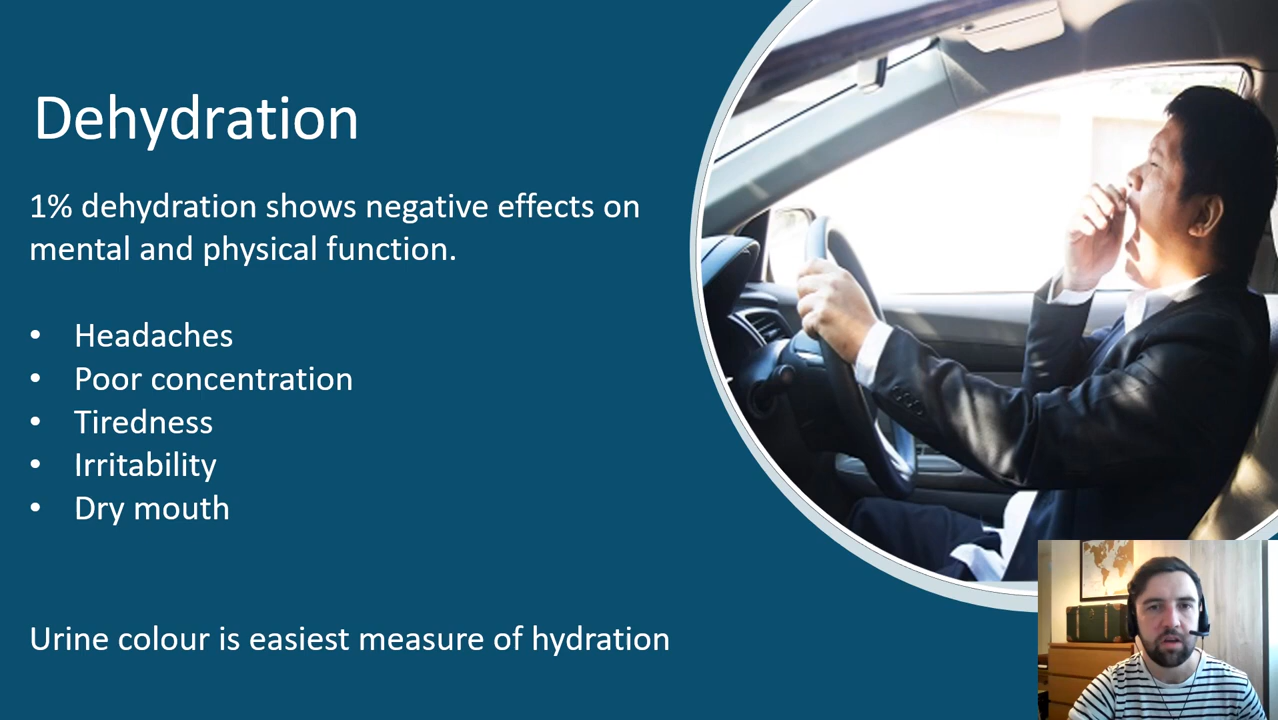 Dehydration
1% dehydration shows negative effects on
mental and physical function.
• Headaches
• Poor concentration
• Tiredness
• Irritability
• Dry mouth
Urine colour is easiest measure of hydration